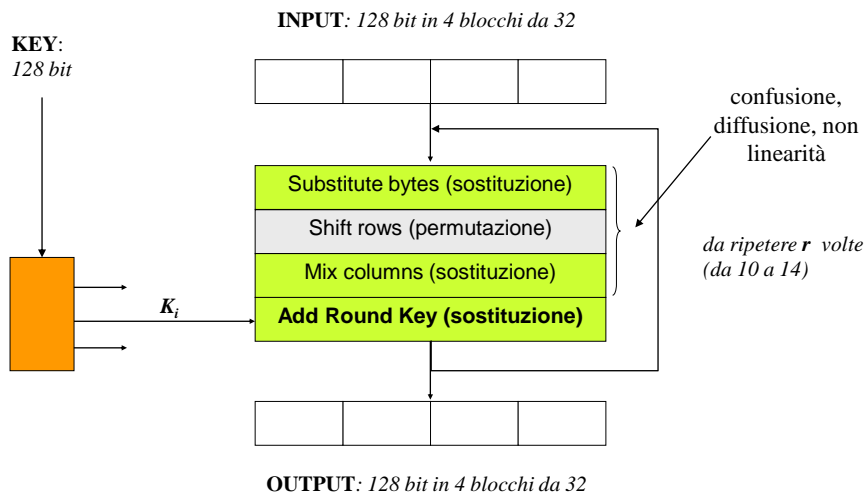 INPUT: 128 bit in 4 blocchi da 32
KEY:
128 bit
confusione,
diffusione, non
linearità
Substitute bytes (sostituzione)
Shift rows (permutazione)
Mix columns (sostituzione)
Add Round Key (sostituzione)
da ripetere r volte
(da 10 a 14)
Ki
OUTPUT: 128 bit in 4 blocchi da 32